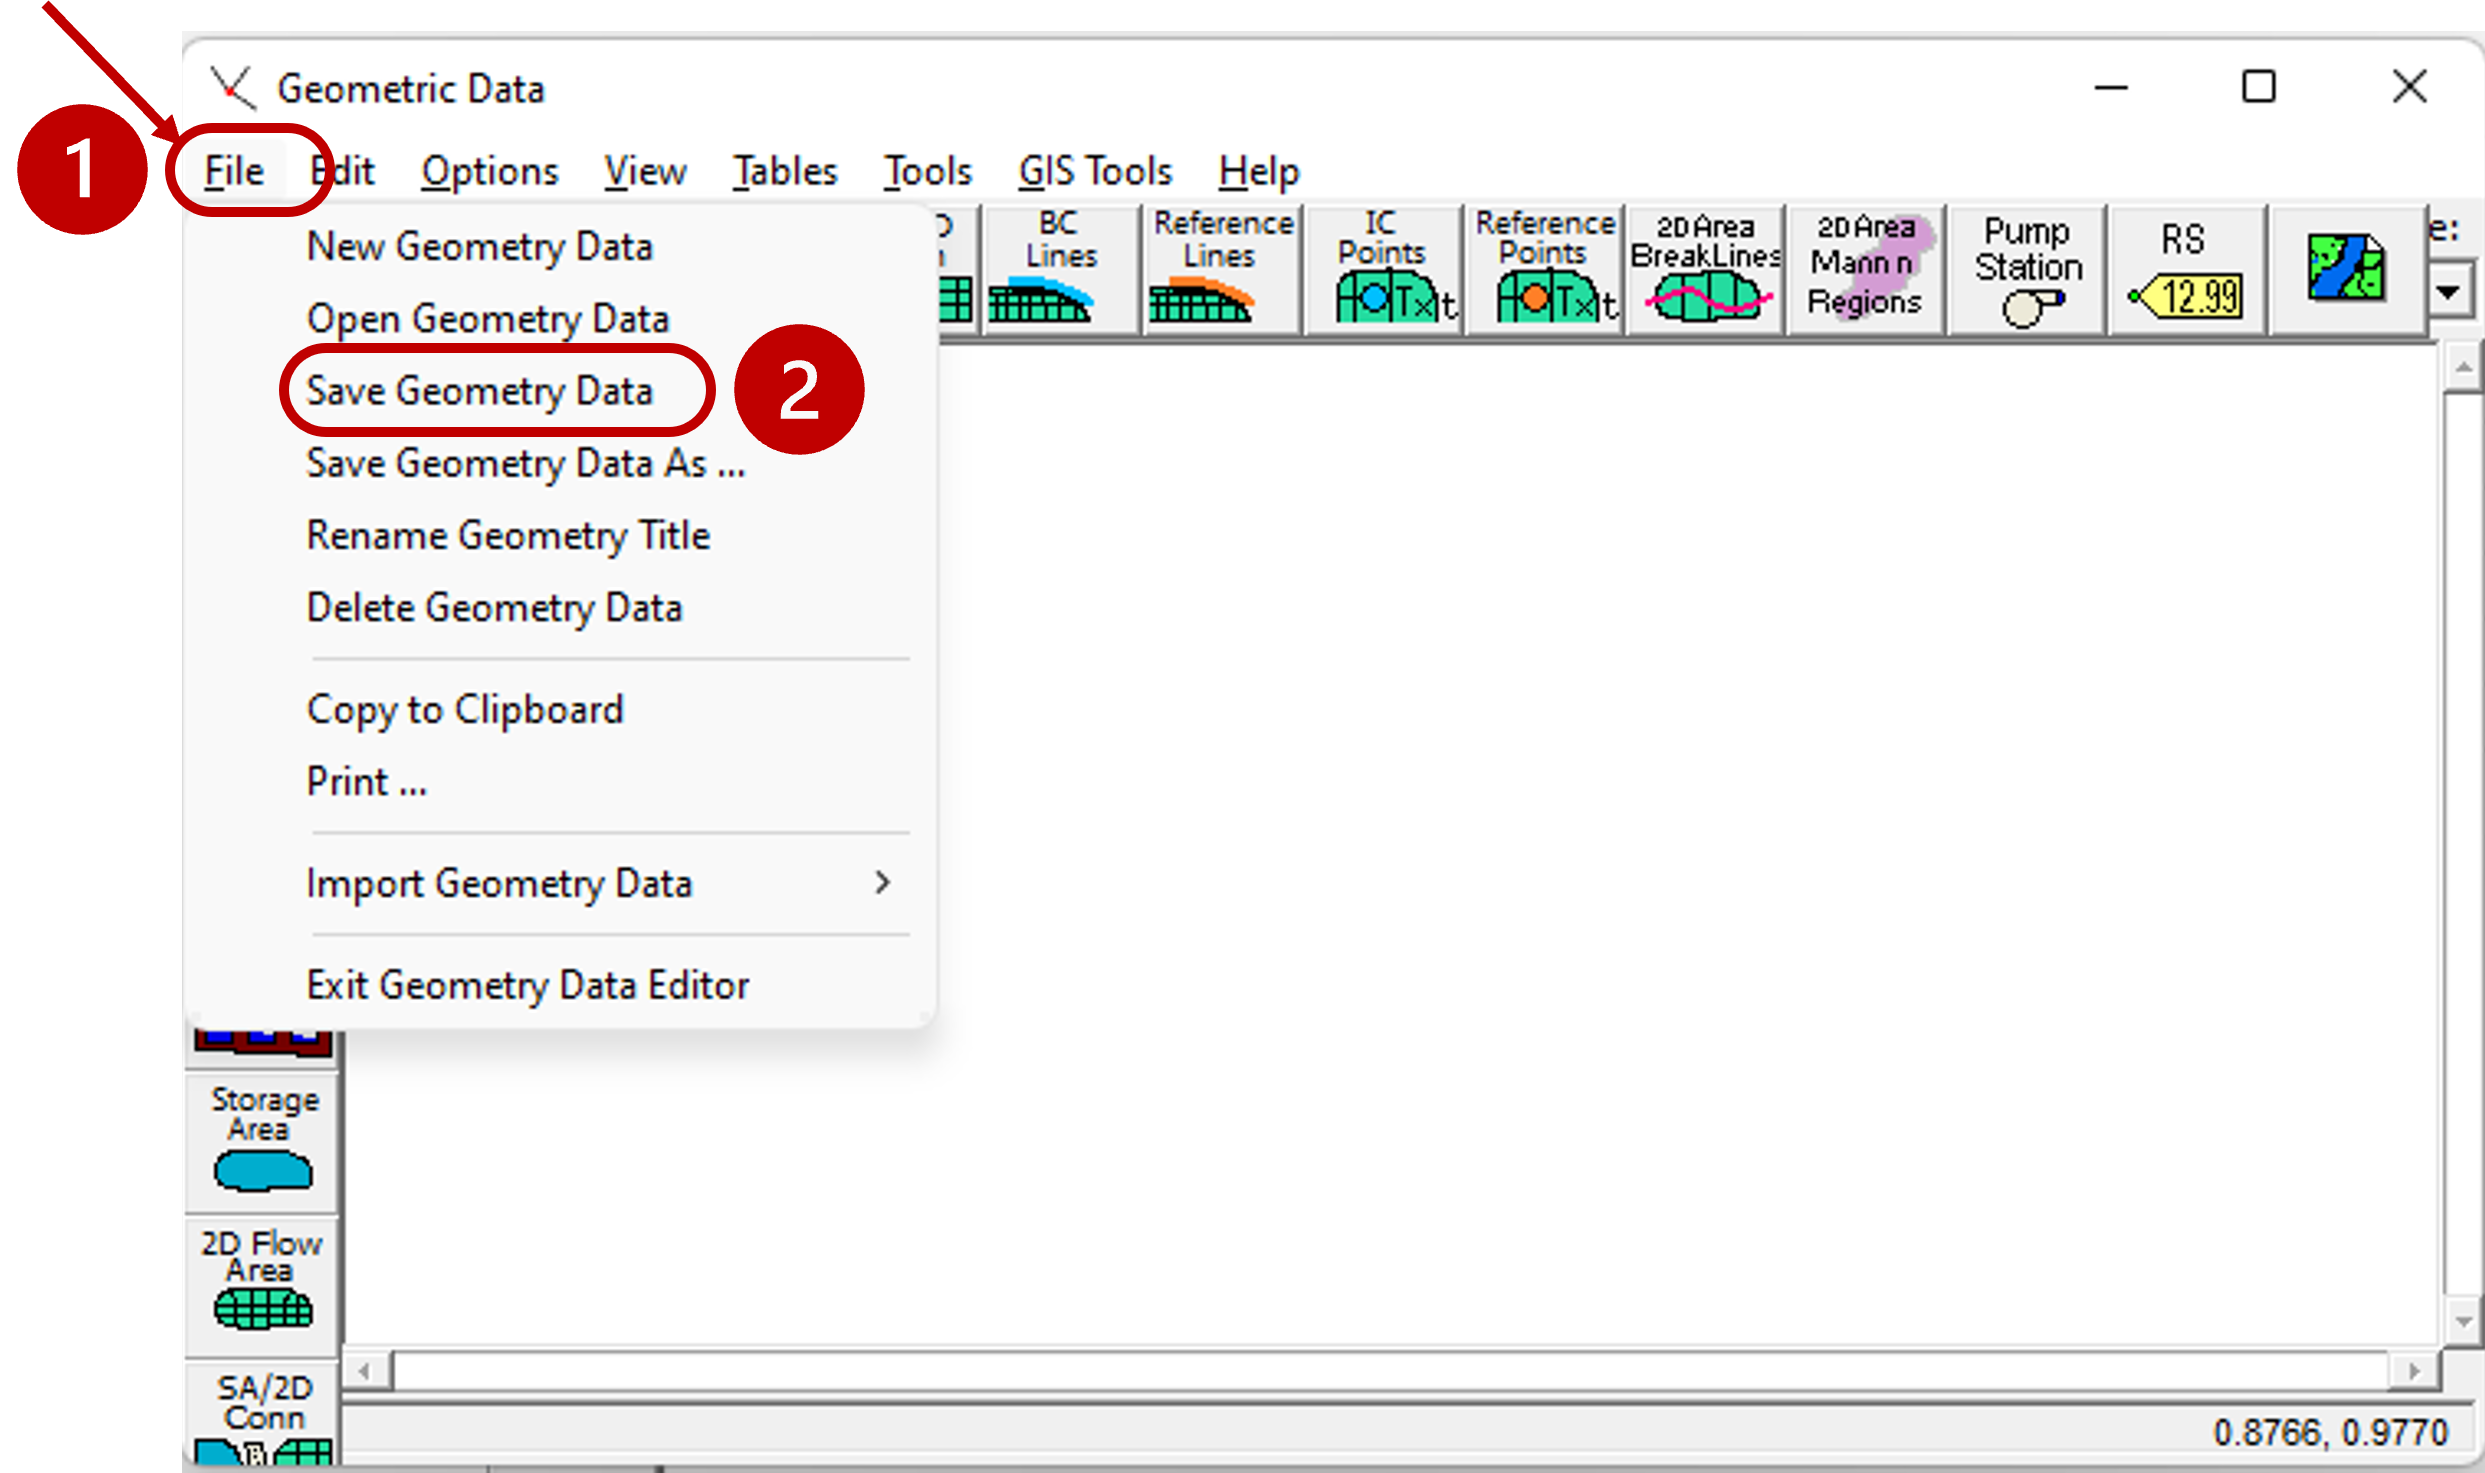 Geometric Data
1
File Edit Options View Tables Tools GIS Tools Help
New Geometry Data
Open Geometry Data
Save Geometry Data
2
Save Geometry Data As ...
Rename Geometry Title
Delete Geometry Data
Copy to Clipboard
Print ...
Import Geometry Data
Exit Geometry Data Editor
BC
Lines
Reference
Lines
IC
Points
Txt
Reference
Points
Txt
2D Area
BreakLines
2D Area
Mann n
Regions
Pump
Station
RS
12.99
e:
Storage
Area
2D Flow
Area
SA/2D
Conn
B
0.8766, 0.9770